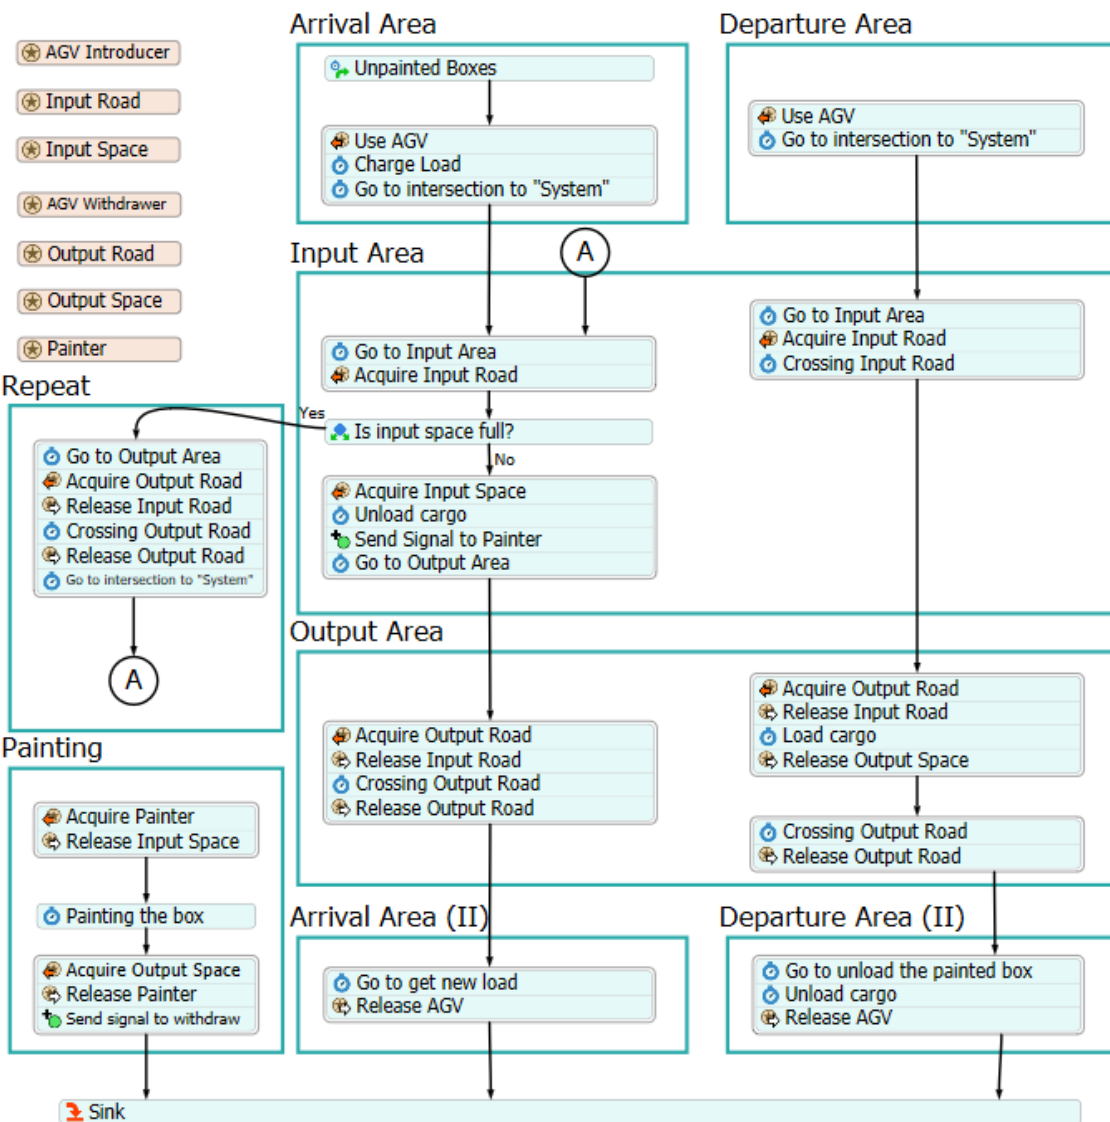 Arrival Area
Departure Area
AGV Introducer
Input Road
Input Space
AGV Withdrawer
Output Road
Output Space
Painter
Unpainted Boxes
Use AGV
Charge Load
Go to intersection to "System"
Use AGV
Go to intersection to "System"
Input Area
A
Go to Input Area
Acquire Input Road
Go to Input Area
Acquire Input Road
Crossing Input Road
Is input space full?
Yes
No
Acquire Input Space
Unload cargo
Send Signal to Painter
Go to Output Area
Repeat
Go to Output Area
Acquire Output Road
Release Input Road
Crossing Output Road
Release Output Road
Go to intersection to "System"
A
Output Area
Acquire Output Road
Release Input Road
Crossing Output Road
Release Output Road
Acquire Output Road
Release Input Road
Load cargo
Release Output Space
Crossing Output Road
Release Output Road
Painting
Acquire Painter
Release Input Space
Painting the box
Acquire Output Space
Release Painter
Send signal to withdraw
Arrival Area (II)
Go to get new load
Release AGV
Departure Area (II)
Go to unload the painted box
Unload cargo
Release AGV
Sink